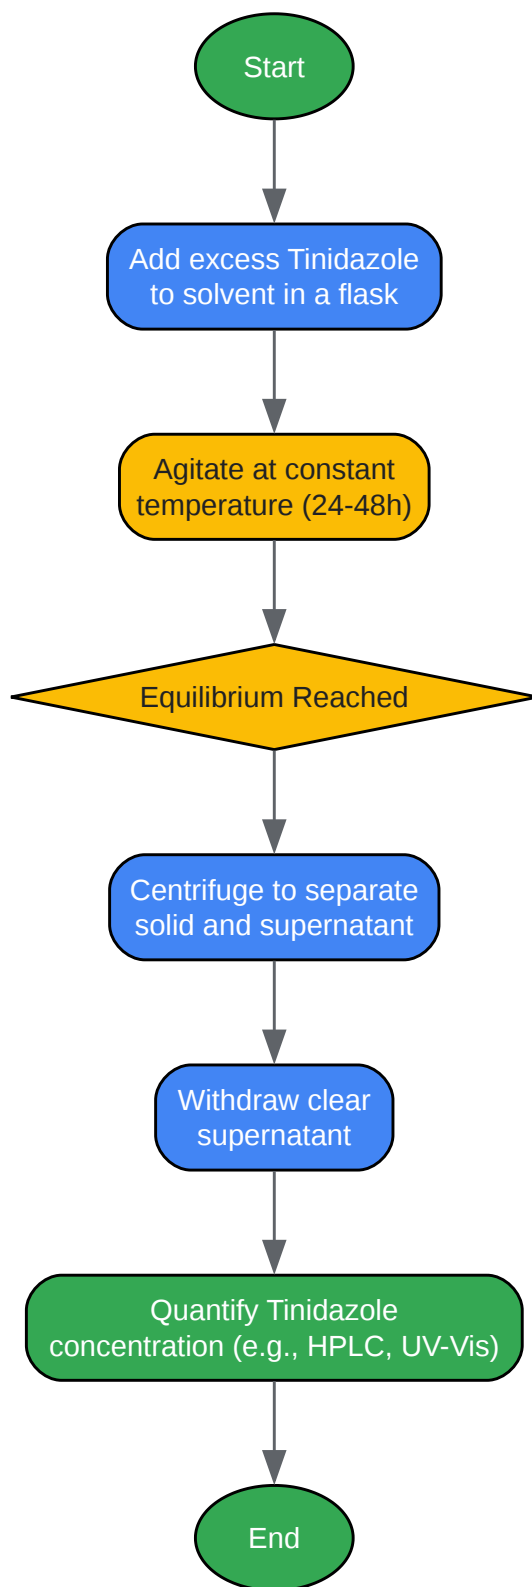 Start
Add excess Tinidazole
to solvent in a flask
Agitate at constant
temperature (24-48h)
Equilibrium Reached
Centrifuge to separate
solid and supernatant
Withdraw clear
supernatant
Quantify Tinidazole
concentration (e.g., HPLC, UV-Vis)
End